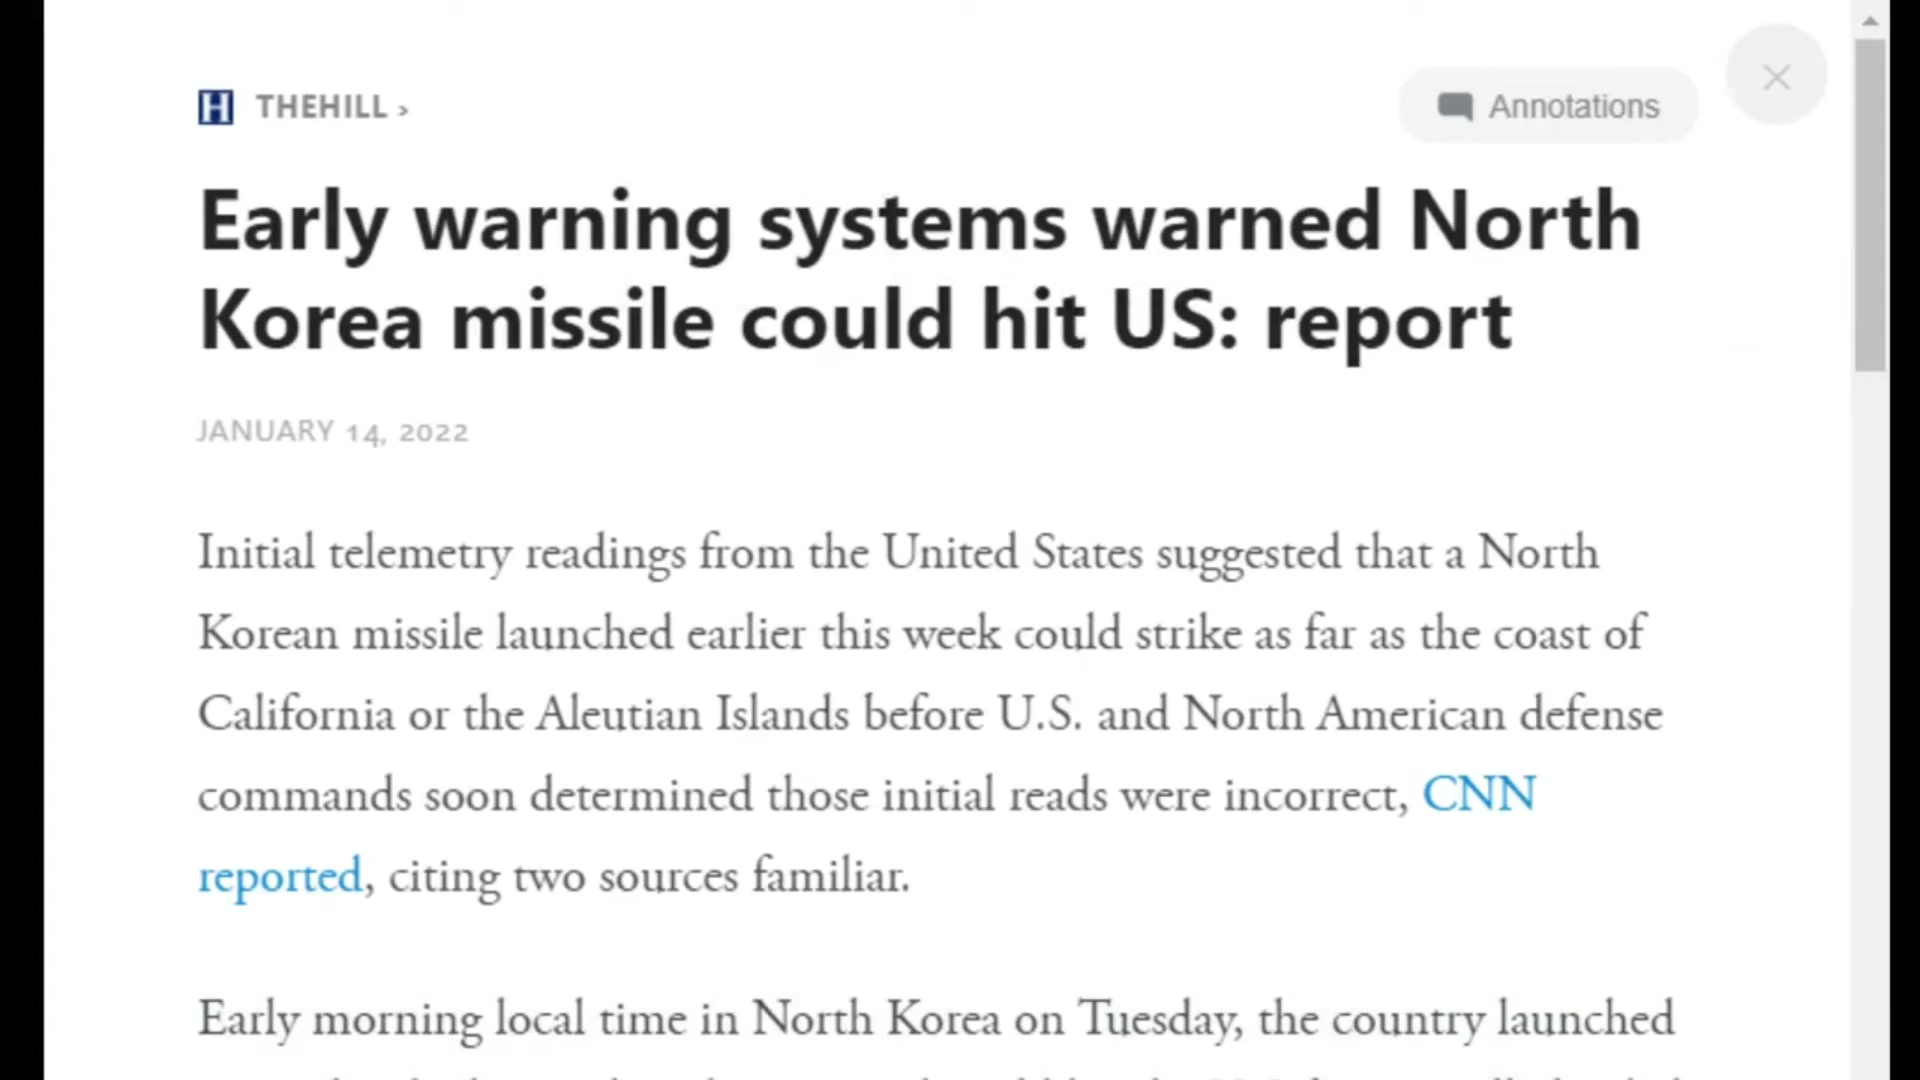 THEHILL ›
Annotations
Early warning systems warned North
Korea missile could hit US: report
JANUARY 14, 2022
Initial telemetry readings from the United States suggested that a North
Korean missile launched earlier this week could strike as far as the coast of
California or the Aleutian Islands before U.S. and North American defense
commands soon determined those initial reads were incorrect, CNN
reported, citing two sources familiar.
Early morning local time in North Korea on Tuesday, the country launched